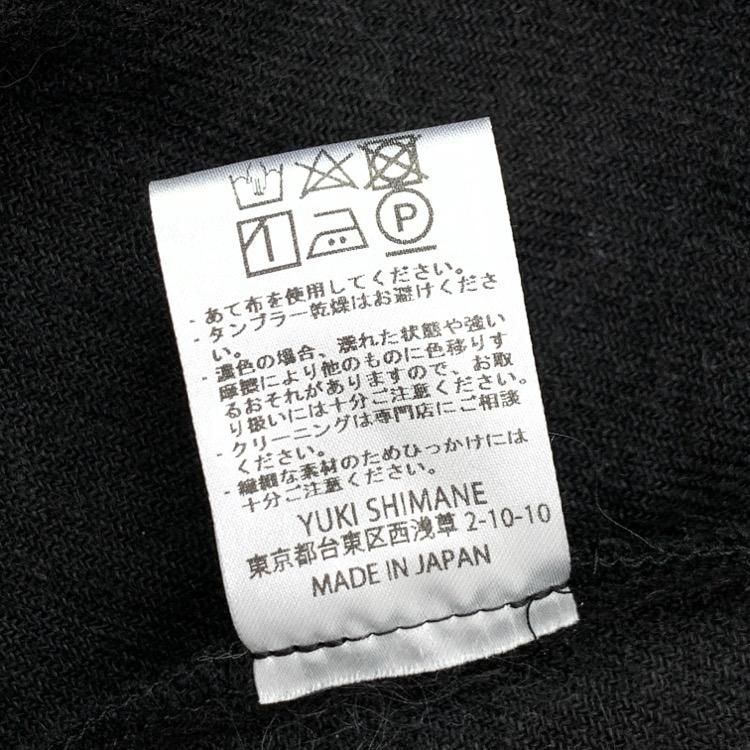 P
・あて布を使用してください。
・タンブラー乾燥はお避けくださ
い。
・濃色の場合、濡れた状態や強い
摩擦により他のものに色移りす
るおそれがありますので、お取
り扱いには十分ご注意ください。
・クリーニングは専門店にご相談
ください。
・繊細な素材のためひっかけには
十分ご注意ください。
YUKI SHIMANE
東京都台東区西浅草 2-10-10
MADE IN JAPAN